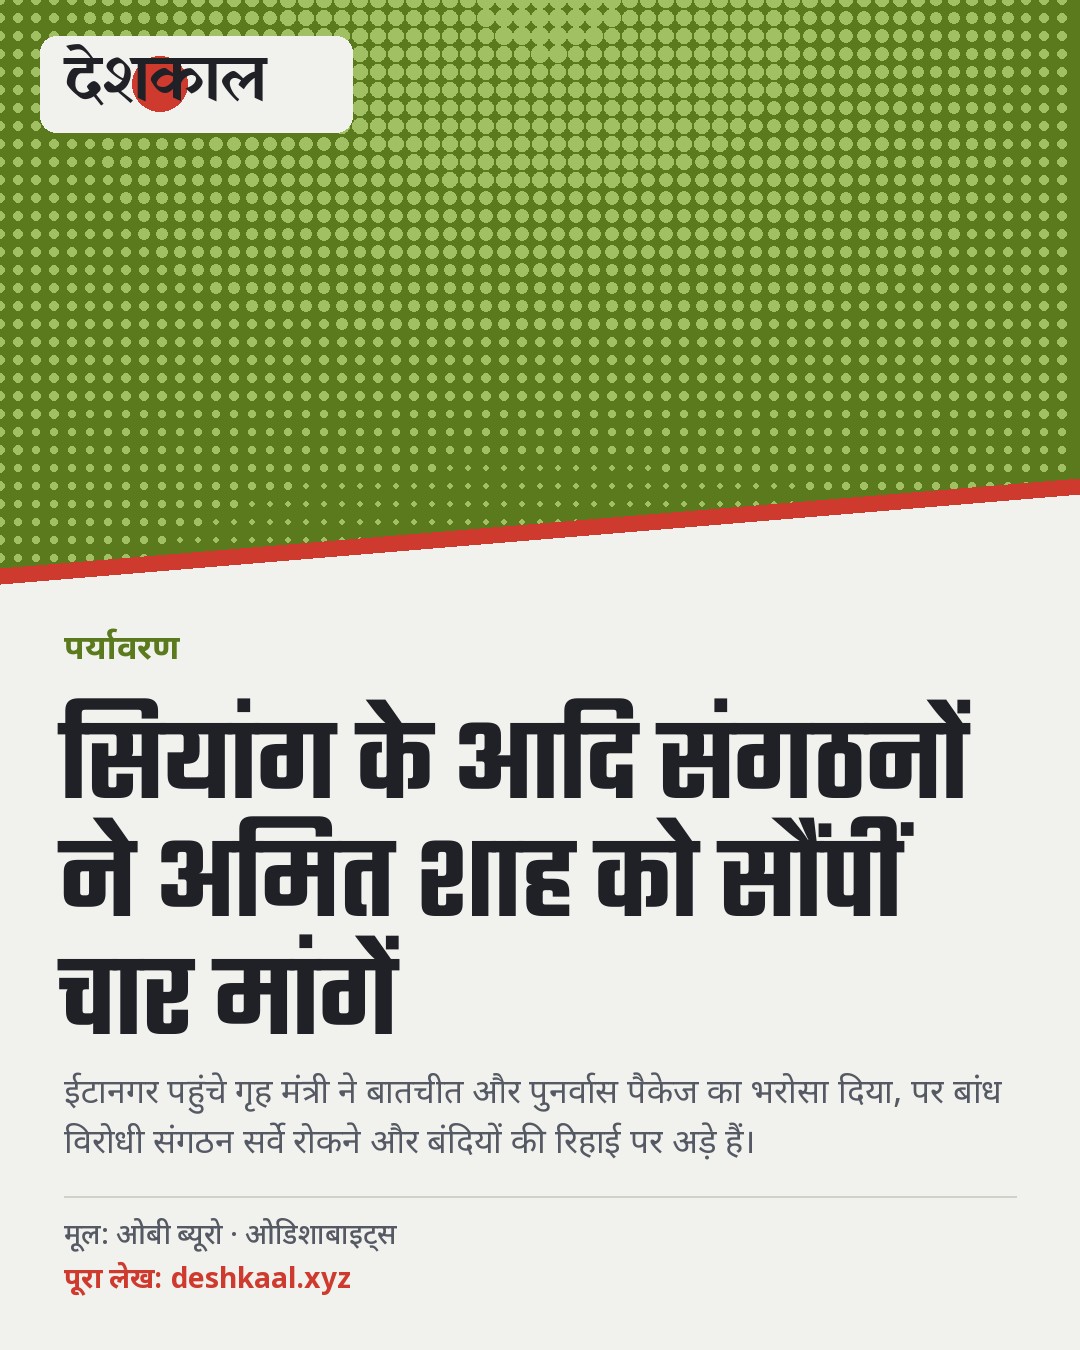 देशकाल
पर्यावरण
सियांग के आदि संगठनों
ने अमित शाह को सौंपीं
चार मांगें
ईटानगर पहुंचे गृह मंत्री ने बातचीत और पुनर्वास पैकेज का भरोसा दिया, पर बांध
विरोधी संगठन सर्वे रोकने और बंदियों की रिहाई पर अड़े हैं।
मूल: ओबी ब्यूरो · ओडिशाबाइट्स
पूरा लेख: deshkaal.xyz